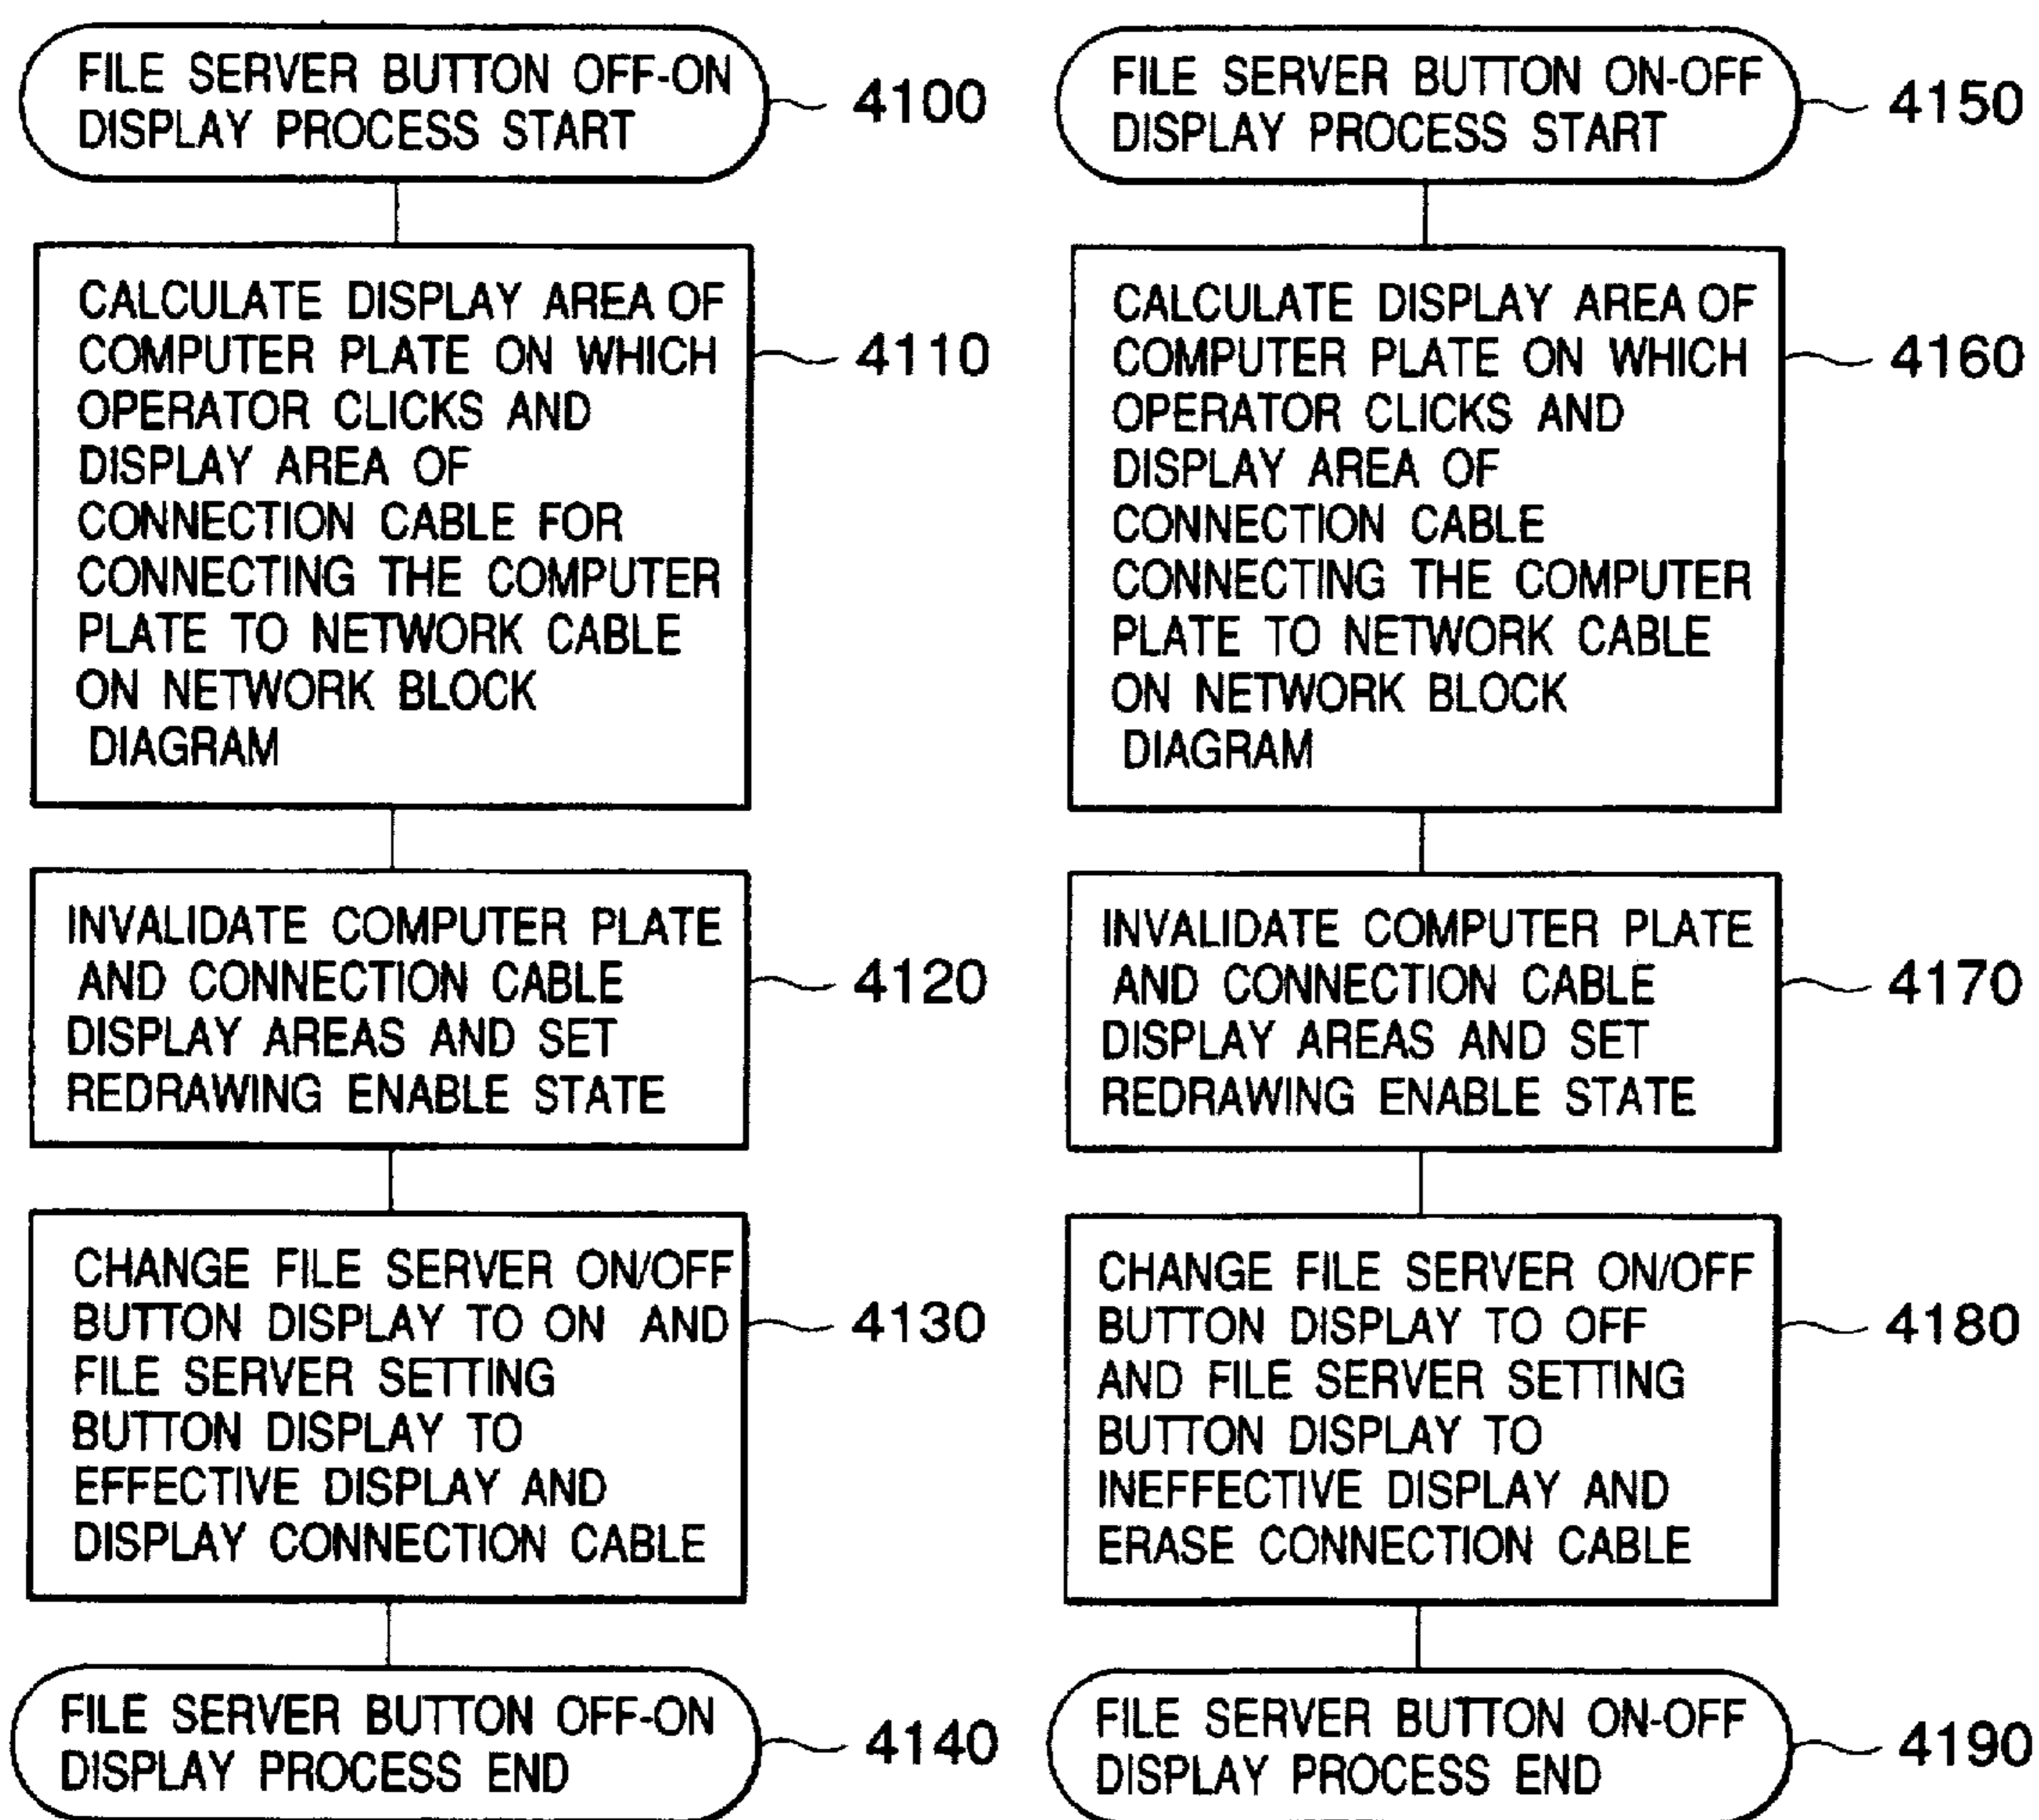 FILE SERVER BUTTON OFF-ON
DISPLAY PROCESS START
4100
CALCULATE DISPLAY AREA OF
COMPUTER PLATE ON WHICH
OPERATOR CLICKS AND
DISPLAY AREA OF
CONNECTION CABLE FOR
CONNECTING THE COMPUTER
PLATE TO NETWORK CABLE
ON NETWORK BLOCK
DIAGRAM
4110
INVALIDATE COMPUTER PLATE
AND CONNECTION CABLE
DISPLAY AREAS AND SET
REDRAWING ENABLE STATE
4120
CHANGE FILE SERVER ON/OFF
BUTTON DISPLAY TO ON AND
FILE SERVER SETTING
BUTTON DISPLAY TO
EFFECTIVE DISPLAY AND
DISPLAY CONNECTION CABLE
4130
FILE SERVER BUTTON OFF-ON
DISPLAY PROCESS END
4140
FILE SERVER BUTTON ON-OFF
DISPLAY PROCESS START
4150
CALCULATE DISPLAY AREA OF
COMPUTER PLATE ON WHICH
OPERATOR CLICKS AND
DISPLAY AREA OF
CONNECTION CABLE
CONNECTING THE COMPUTER
PLATE TO NETWORK CABLE
ON NETWORK BLOCK
DIAGRAM
4160
INVALIDATE COMPUTER PLATE
AND CONNECTION CABLE
DISPLAY AREAS AND SET
REDRAWING ENABLE STATE
4170
CHANGE FILE SERVER ON/OFF
BUTTON DISPLAY TO OFF
AND FILE SERVER SETTING
BUTTON DISPLAY TO
INEFFECTIVE DISPLAY AND
ERASE CONNECTION CABLE
4180
FILE SERVER BUTTON ON-OFF
DISPLAY PROCESS END
4190